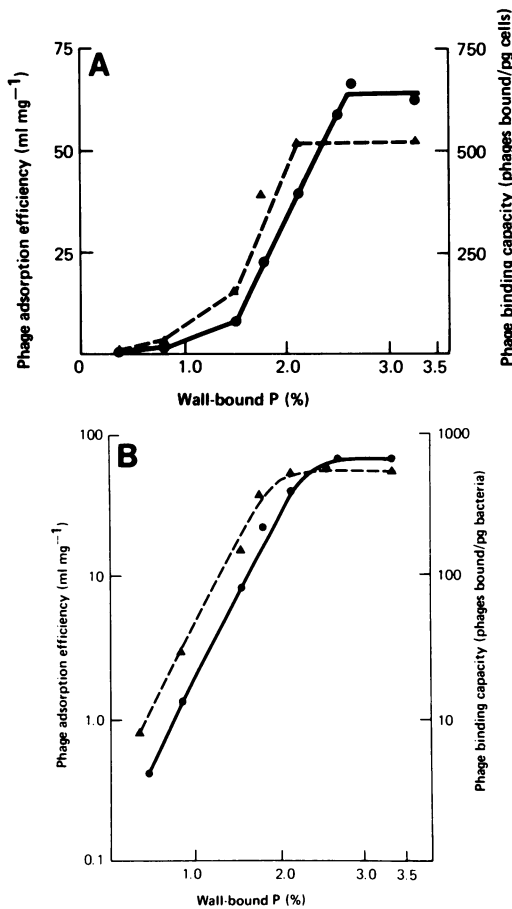 A
Phage adsorption efficiency (ml mg−1)
75
50
25
0
1.0
2.0
3.0
3.5
750
500
250
Phage binding capacity (phages bound/pg cells)
Wall-bound P (%)
B
Phage adsorption efficiency (ml mg−1)
100
10
1.0
0.1
1.0
2.0
3.0
3.5
1000
100
10
Phage binding capacity (phages bound/pg bacteria)
Wall-bound P (%)